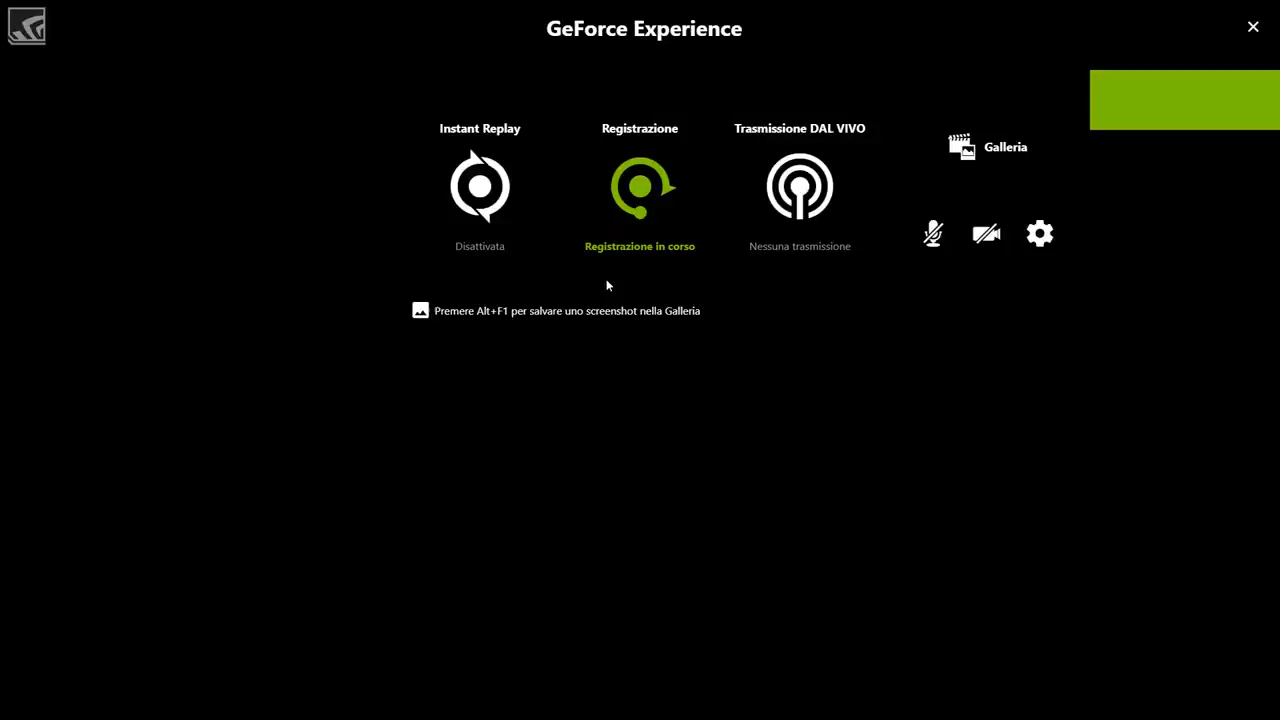 GeForce Experience
Instant Replay
Registrazione
Trasmissione DAL VIVO
Galleria
Disattivata
Registrazione in corso
Nessuna trasmissione
Premere Alt+F1 per salvare uno screenshot nella Galleria